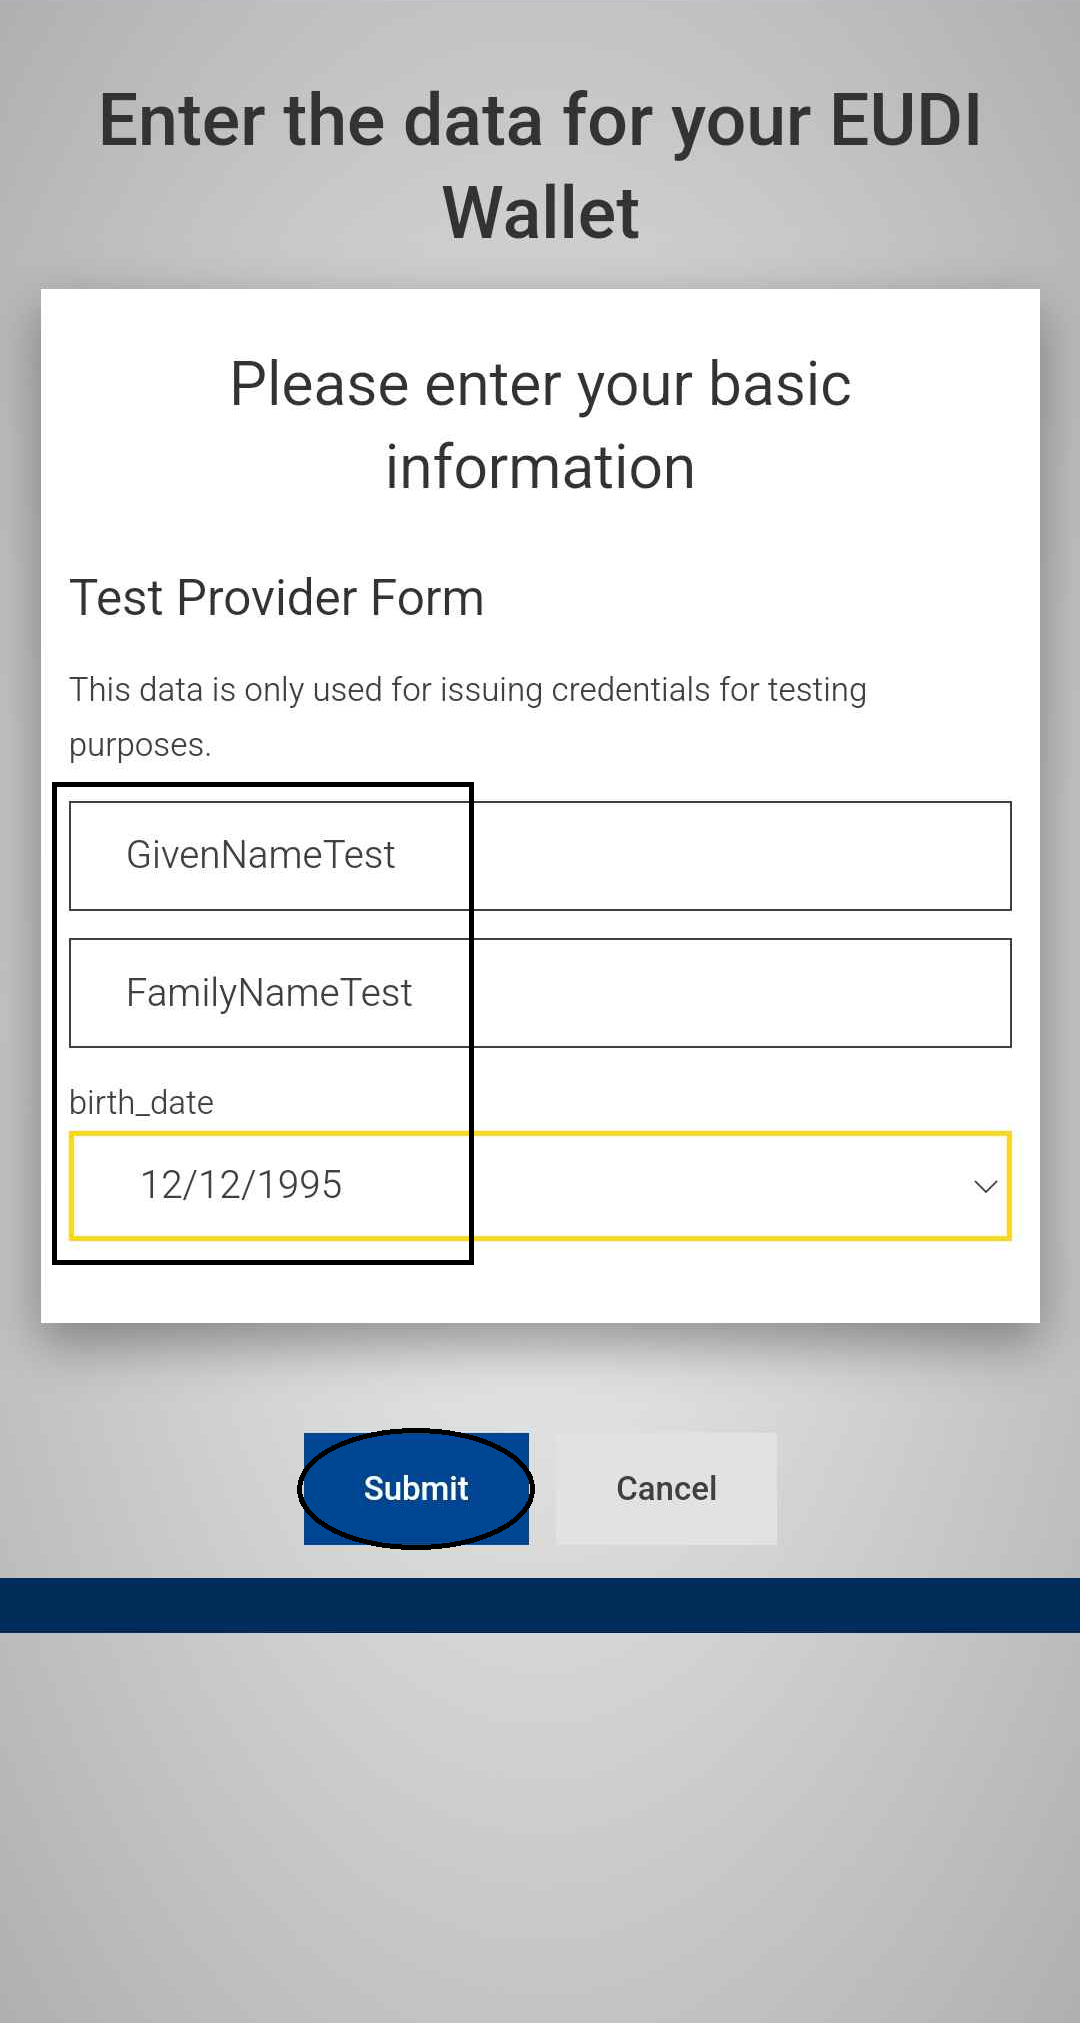 Enter the data for your EUDI
Wallet
Please enter your basic
information
Test Provider Form
This data is only used for issuing credentials for testing
purposes.
GivenNameTest
FamilyNameTest
birth_date
12/12/1995
Submit
Cancel